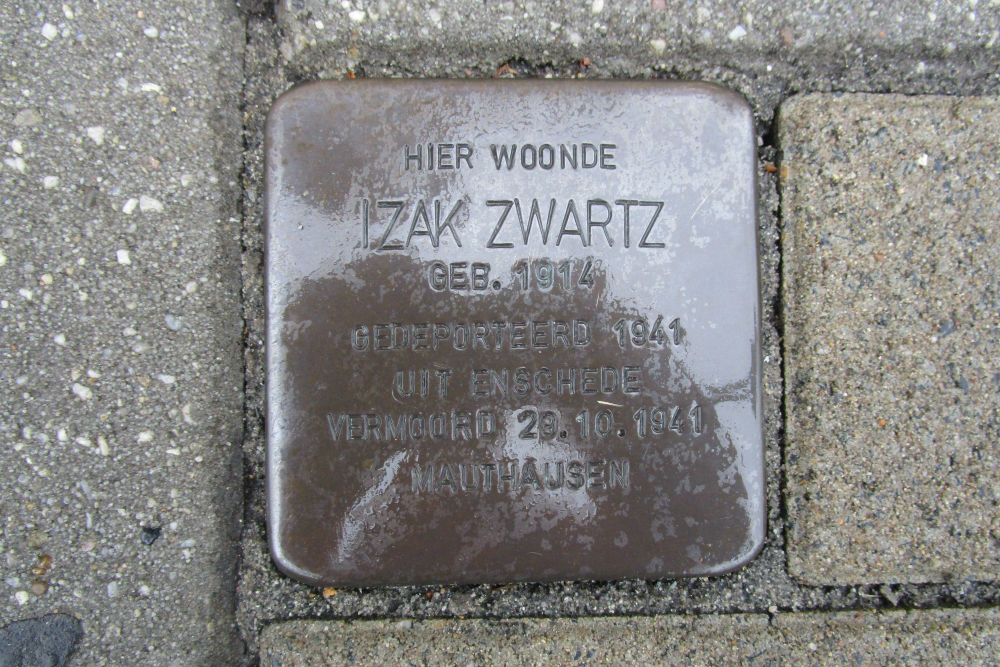 HIER WOONDE
IZAK ZWARTZ
GEB. 1914
GEDEPORTEERD 1941
UIT ENSCHEDE
VERMOORD 29.10.1941
MAUTHAUSEN